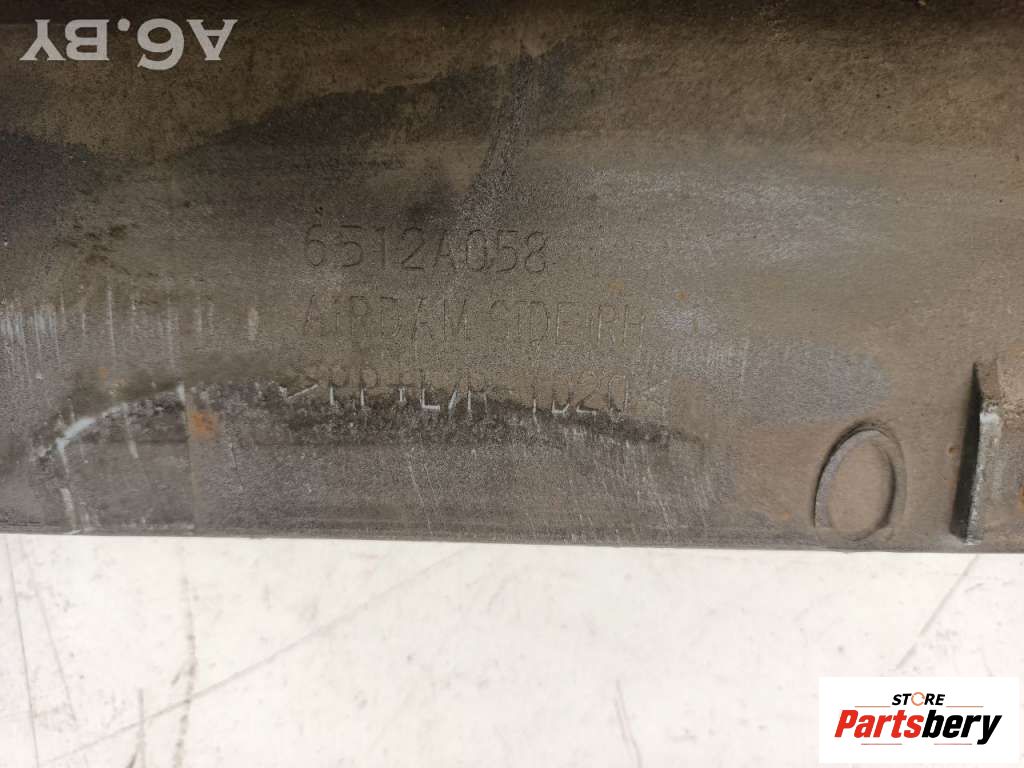 A6.BY
6512A058
AIRDAM SIDE RH
STORE
Partsbery